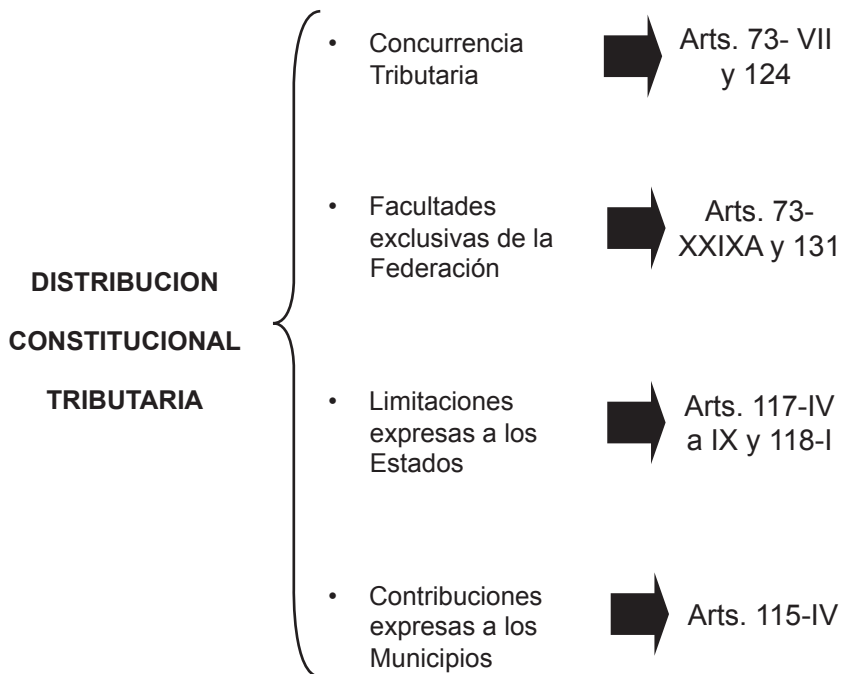 DISTRIBUCION
CONSTITUCIONAL
TRIBUTARIA
• Concurrencia
Tributaria
Arts. 73- VII
y 124
• Facultades
exclusivas de la
Federación
Arts. 73-
XXIXA y 131
• Limitaciones
expresas a los
Estados
Arts. 117-IV
a IX y 118-I
• Contribuciones
expresas a los
Municipios
Arts. 115-IV